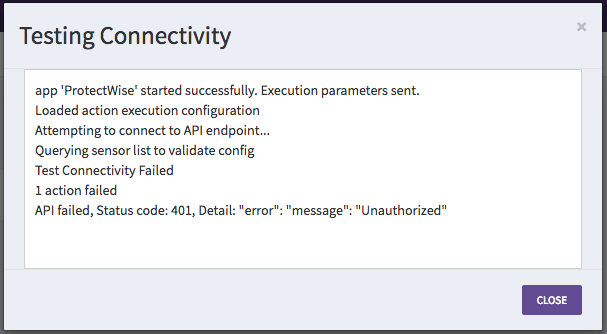 Testing Connectivity
×
app 'ProtectWise' started successfully. Execution parameters sent.
Loaded action execution configuration
Attempting to connect to API endpoint...
Querying sensor list to validate config
Test Connectivity Failed
1 action failed
API failed, Status code: 401, Detail: "error": "message": "Unauthorized"
CLOSE